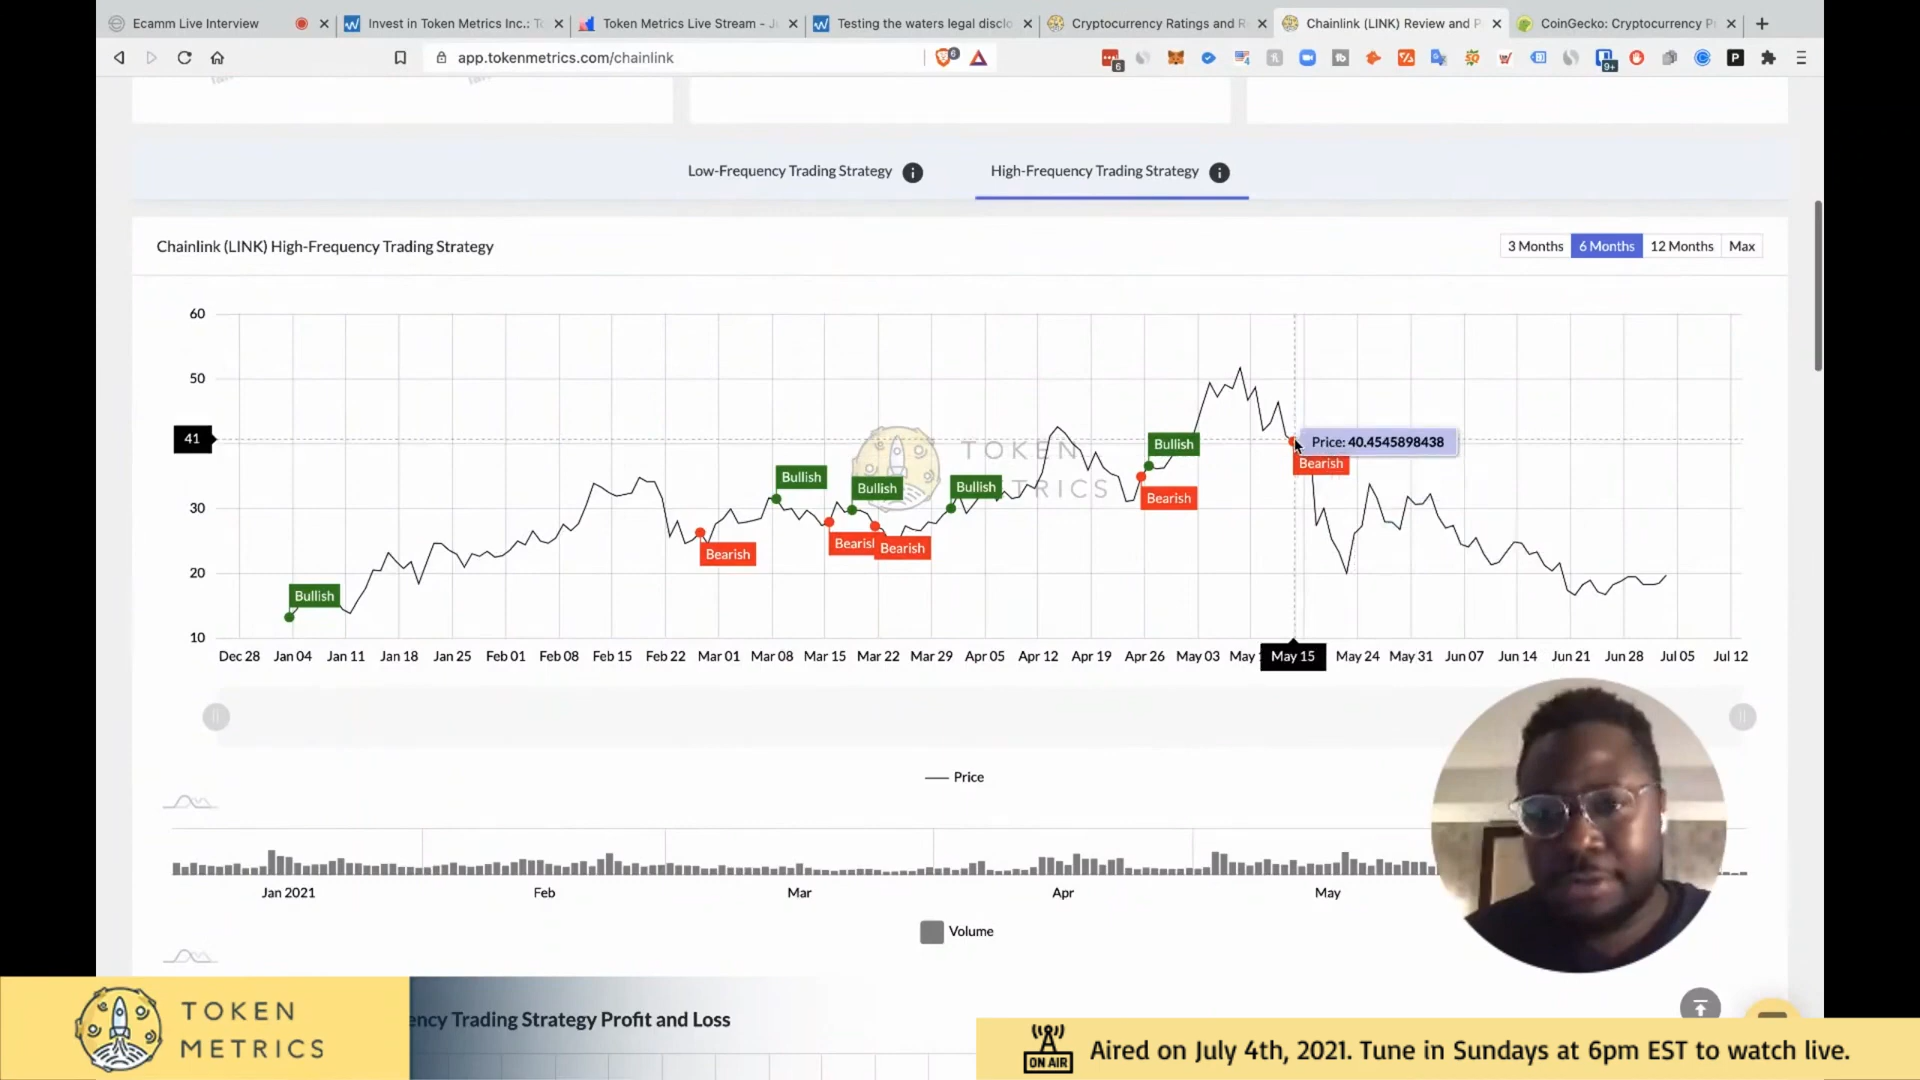 Ecamm Live Interview
Invest in Token Metrics Inc.: To
Token Metrics Live Stream - Ju
Testing the waters legal disclo
Cryptocurrency Ratings and R
Chainlink (LINK) Review and P
CoinGecko: Cryptocurrency P
app.tokenmetrics.com/chainlink
6
6
9+
P
Low-Frequency Trading Strategy
High-Frequency Trading Strategy
Chainlink (LINK) High-Frequency Trading Strategy
3 Months
6 Months
12 Months
Max
60
50
41
30
20
10
Bullish
Bearish
Bullish
Bearish
Bullish
Bearish
Bullish
Bearish
Bullish
Bearish
Price: 40.4545898438
TOKEN
METRICS
Dec 28
Jan 04
Jan 11
Jan 18
Jan 25
Feb 01
Feb 08
Feb 15
Feb 22
Mar 01
Mar 08
Mar 15
Mar 22
Mar 29
Apr 05
Apr 12
Apr 19
Apr 26
May 03
May
May 15
May 24
May 31
Jun 07
Jun 14
Jun 21
Jun 28
Jul 05
Jul 12
Price
Jan 2021
Feb
Mar
Apr
May
Volume
TOKEN
METRICS
ency Trading Strategy Profit and Loss
ON AIR
Aired on July 4th, 2021. Tune in Sundays at 6pm EST to watch live.